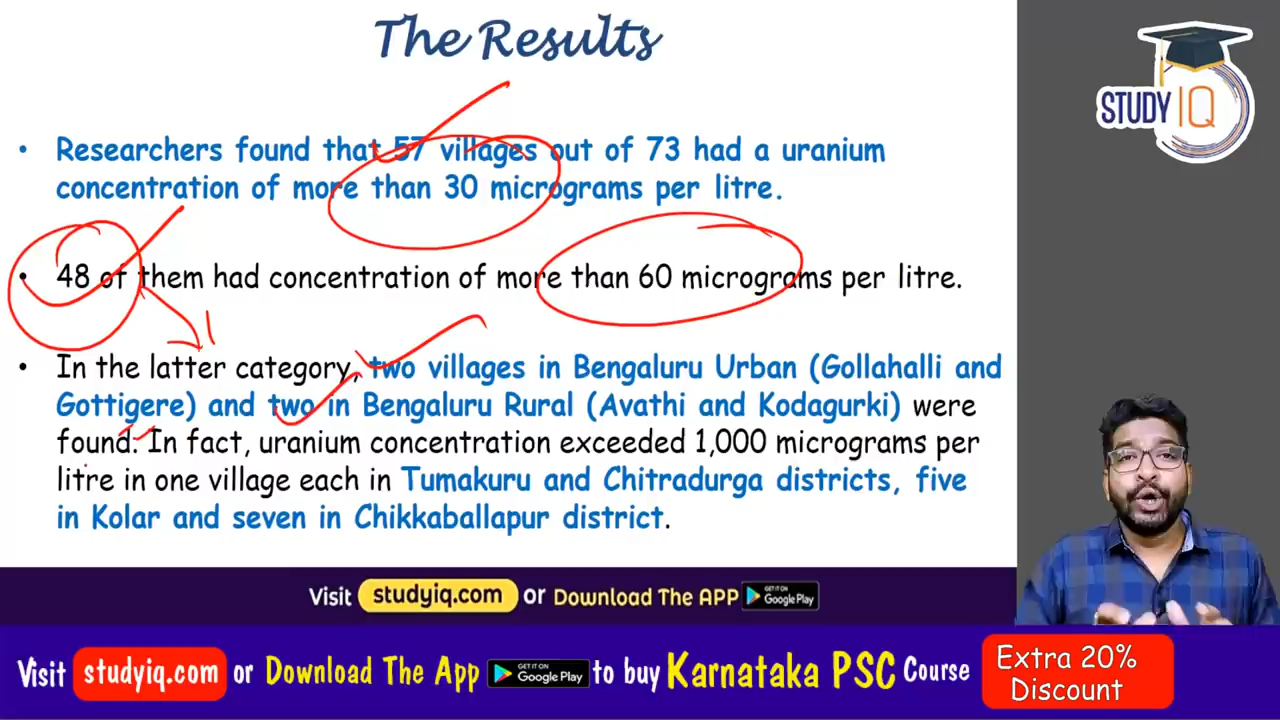 The Results
STUDY IQ
• Researchers found that 57 villages out of 73 had a uranium
concentration of more than 30 micrograms per litre.
• 48 of them had concentration of more than 60 micrograms per litre.
• In the latter category, two villages in Bengaluru Urban (Gollahalli and
Gottigere) and two in Bengaluru Rural (Avathi and Kodagurki) were
found. In fact, uranium concentration exceeded 1,000 micrograms per
litre in one village each in Tumakuru and Chitradurga districts, five
in Kolar and seven in Chikkaballapur district.
Visit studyiq.com or Download The APP GET IT ON Google Play
Visit studyiq.com or Download The App GET IT ON Google Play to buy Karnataka PSC Course
Extra 20%
Discount